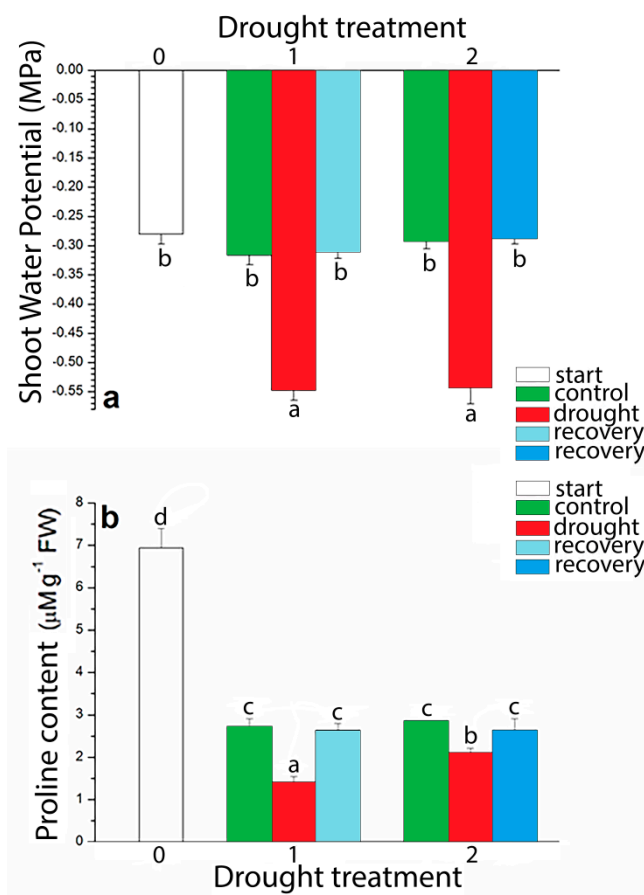 Drought treatment
0 1 2
Shoot Water Potential (MPa)
0.00
-0.05
-0.10
-0.15
-0.20
-0.25
-0.30
-0.35
-0.40
-0.45
-0.50
-0.55
b b a b b a b
a
start
control
drought
recovery
recovery
start
control
drought
recovery
recovery
b
Proline content (μMg⁻¹ FW)
8
7
6
5
4
3
2
1
0
d c a c c b c
0 1 2
Drought treatment